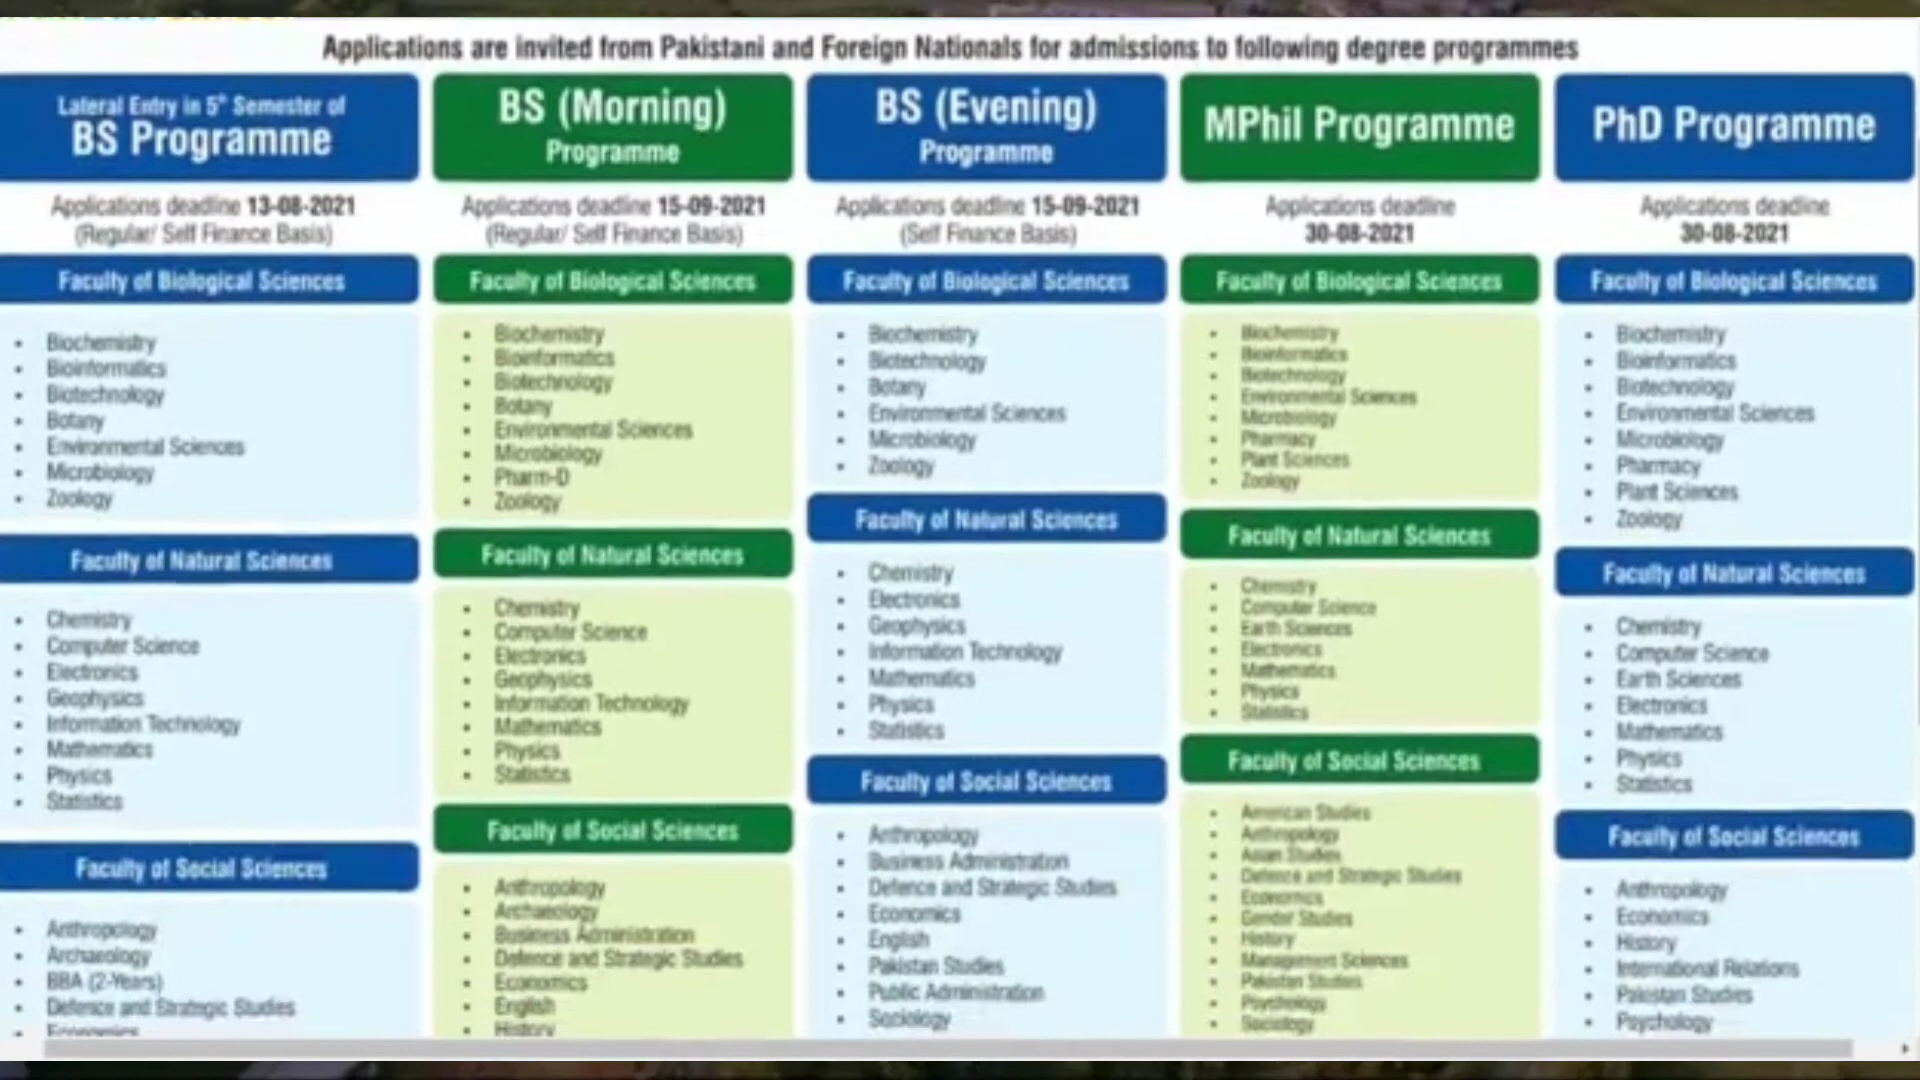 Applications are invited from Pakistani and Foreign Nationals for admissions to following degree programmes
Lateral Entry in 5th Semester of
BS Programme
Applications deadline 13-08-2021
(Regular/ Self Finance Basis)
Faculty of Biological Sciences
• Biochemistry
• Bioinformatics
• Biotechnology
• Botany
• Environmental Sciences
• Microbiology
• Zoology
Faculty of Natural Sciences
• Chemistry
• Computer Science
• Electronics
• Geophysics
• Information Technology
• Mathematics
• Physics
• Statistics
Faculty of Social Sciences
• Anthropology
• Archaeology
• BBA (2-Years)
• Defence and Strategic Studies
• Economics
BS (Morning)
Programme
Applications deadline 15-09-2021
(Regular/ Self Finance Basis)
Faculty of Biological Sciences
• Biochemistry
• Bioinformatics
• Biotechnology
• Botany
• Environmental Sciences
• Microbiology
• Pharm-D
• Zoology
Faculty of Natural Sciences
• Chemistry
• Computer Science
• Electronics
• Geophysics
• Information Technology
• Mathematics
• Physics
• Statistics
Faculty of Social Sciences
• Anthropology
• Archaeology
• Business Administration
• Defence and Strategic Studies
• Economics
• English
• History
BS (Evening)
Programme
Applications deadline 15-09-2021
(Self Finance Basis)
Faculty of Biological Sciences
• Biochemistry
• Biotechnology
• Botany
• Environmental Sciences
• Microbiology
• Zoology
Faculty of Natural Sciences
• Chemistry
• Electronics
• Geophysics
• Information Technology
• Mathematics
• Physics
• Statistics
Faculty of Social Sciences
• Anthropology
• Business Administration
• Defence and Strategic Studies
• Economics
• English
• Pakistan Studies
• Public Administration
• Sociology
MPhil Programme
Applications deadline
30-08-2021
Faculty of Biological Sciences
• Biochemistry
• Bioinformatics
• Biotechnology
• Environmental Sciences
• Microbiology
• Pharmacy
• Plant Sciences
• Zoology
Faculty of Natural Sciences
• Chemistry
• Computer Science
• Earth Sciences
• Electronics
• Mathematics
• Physics
• Statistics
Faculty of Social Sciences
• American Studies
• Anthropology
• Asian Studies
• Defence and Strategic Studies
• Economics
• Gender Studies
• History
• Management Sciences
• Pakistan Studies
• Psychology
• Sociology
PhD Programme
Applications deadline
30-08-2021
Faculty of Biological Sciences
• Biochemistry
• Bioinformatics
• Biotechnology
• Environmental Sciences
• Microbiology
• Pharmacy
• Plant Sciences
• Zoology
Faculty of Natural Sciences
• Chemistry
• Computer Science
• Earth Sciences
• Electronics
• Mathematics
• Physics
• Statistics
Faculty of Social Sciences
• Anthropology
• Economics
• History
• International Relations
• Pakistan Studies
• Psychology